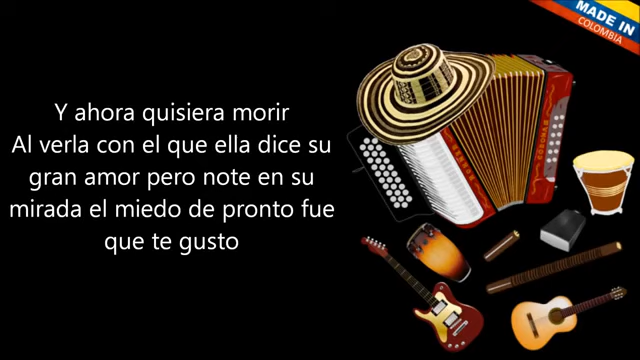 MADE IN
COLOMBIA
Y ahora quisiera morir
Al verla con el que ella dice su
gran amor pero note en su
mirada el miedo de pronto fue
que te gusto